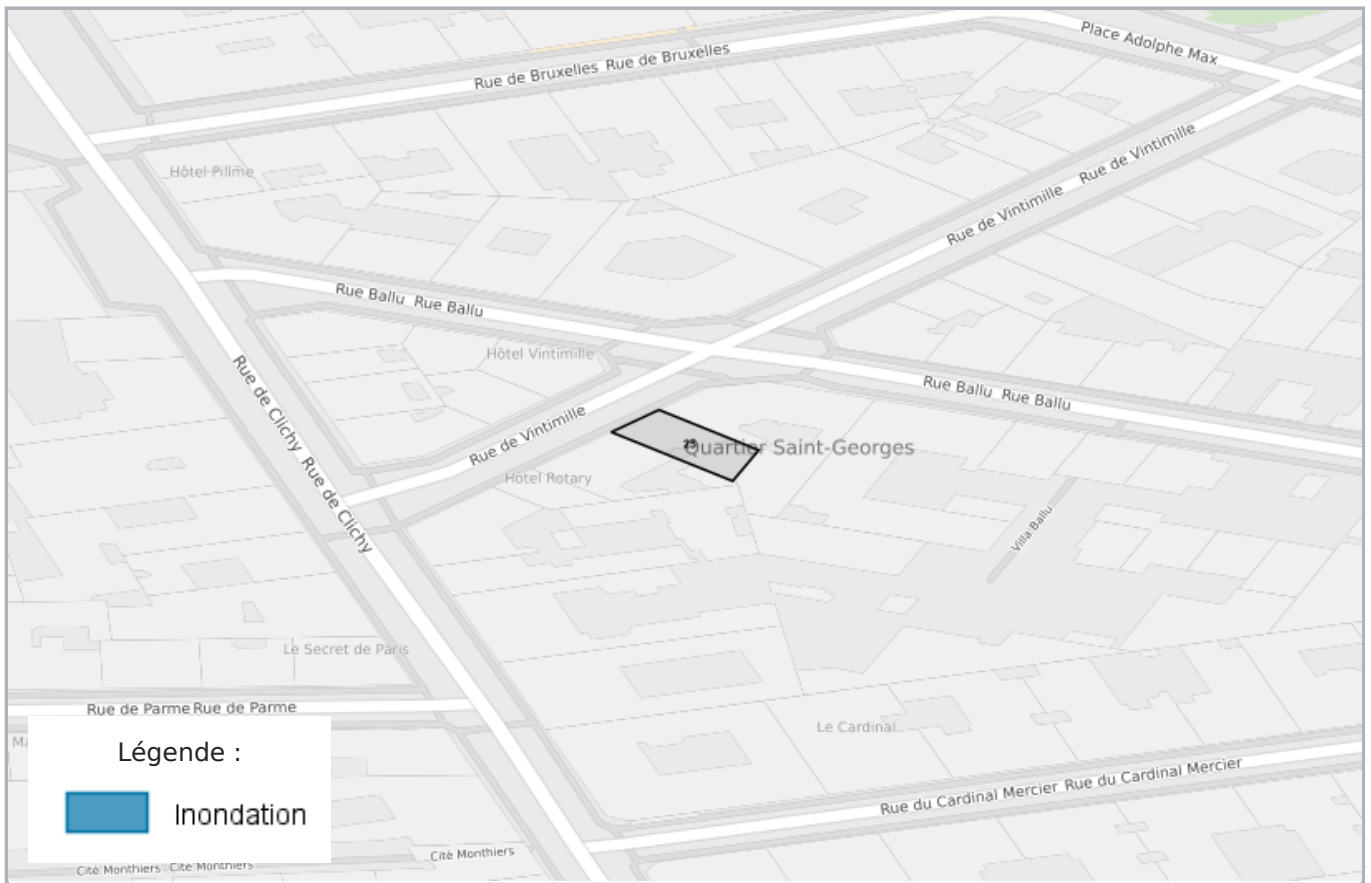 Place Adolphe Max
Rue de Bruxelles Rue de Bruxelles
Rue de Vintimille Rue de Vintimille
Hôtel Pilime
Rue Ballu Rue Ballu
Hôtel Vintimille
Rue Ballu Rue Ballu
Rue de Clichy Rue de Clichy
Rue de Vintimille
Quartier Saint-Georges
Hôtel Rotary
Villa Ballu
Le Secret de Paris
Rue de Parme Rue de Parme
Le Cardinal
Légende :
Rue du Cardinal Mercier Rue du Cardinal Mercier
Inondation
Cité Monthiers
Cité Monthiers Cité Monthiers